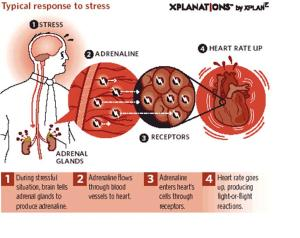 Typical response to stress
XPLANATIONS™ by XPLANE
1 STRESS
2 ADRENALINE
4 HEART RATE UP
3 RECEPTORS
ADRENAL
GLANDS
1 During stressful
situation, brain tells
adrenal glands to
produce adrenaline.
2 Adrenaline flows
through blood
vessels to heart.
3 Adrenaline
enters heart's
cells through
receptors.
4 Heart rate goes
up, producing
fight-or-flight
reactions.